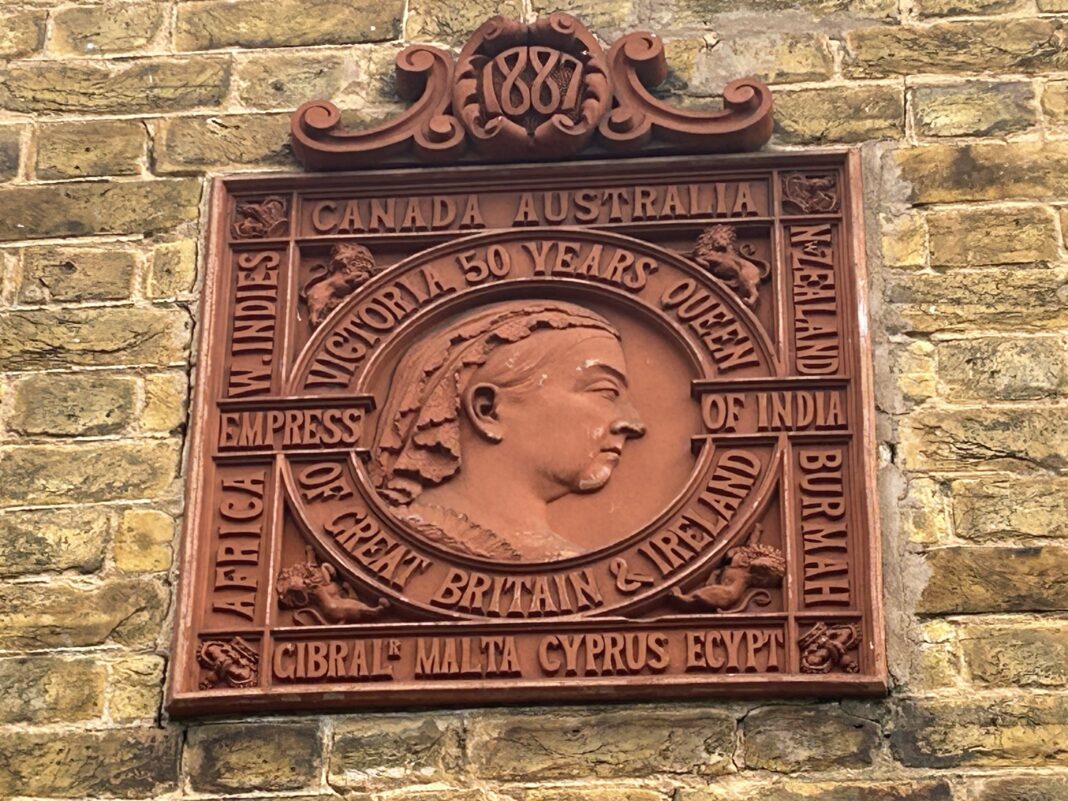 1887
CANADA AUSTRALIA
W. INDIES
NW ZEALAND
VICTORIA 50 YEARS QUEEN
EMPRESS
OF INDIA
OF GREAT BRITAIN & IRELAND
AFRICA
BURMAH
GIBRALR MALTA CYPRUS EGYPT